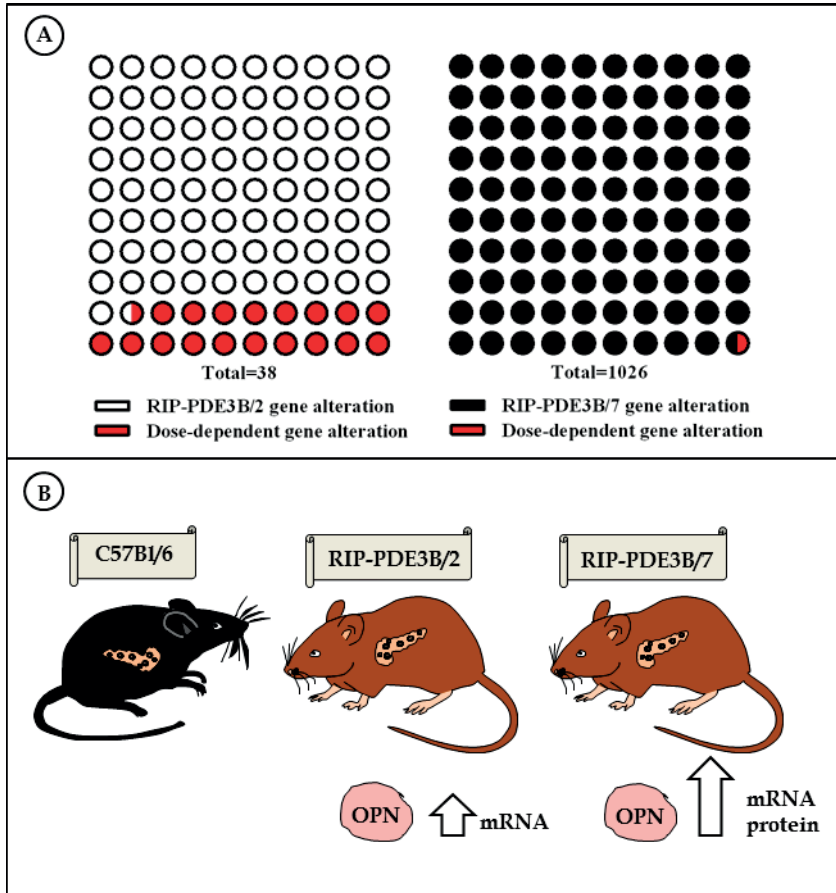 A
Total=38
Total=1026
RIP-PDE3B/2 gene alteration
RIP-PDE3B/7 gene alteration
Dose-dependent gene alteration
Dose-dependent gene alteration
B
C57B1/6
RIP-PDE3B/2
RIP-PDE3B/7
OPN
mRNA
OPN
mRNA
protein